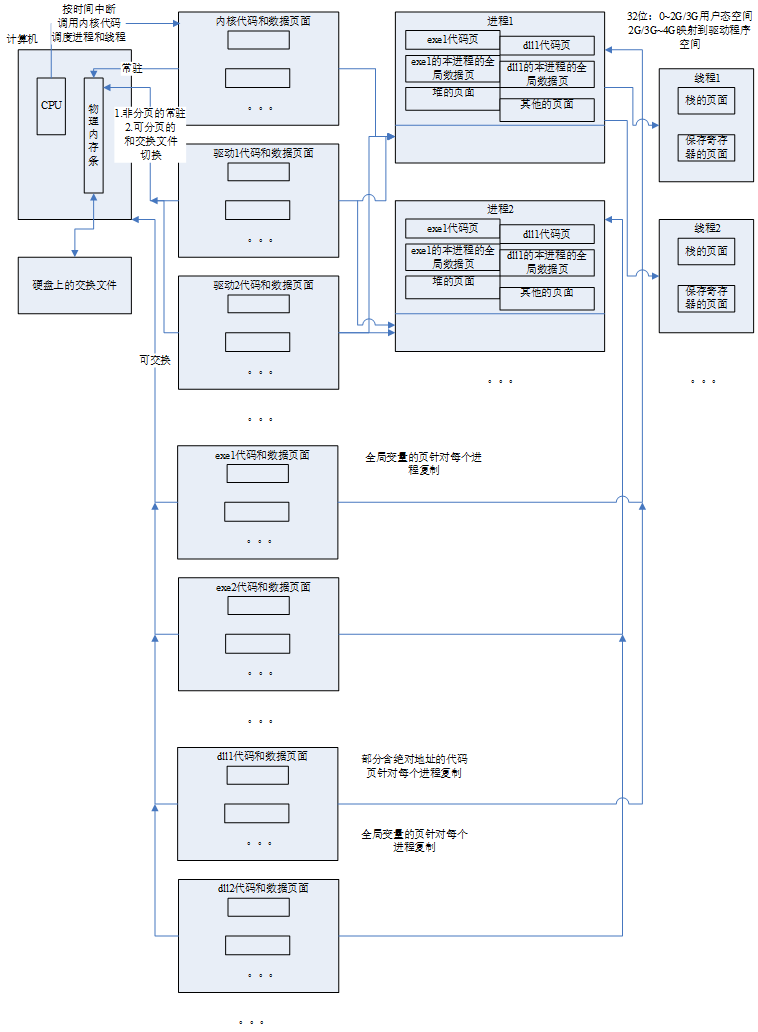 按时间中断
调用内核代码
调度进程和线程
计算机
CPU
物
理
内
存
条
常驻
1.非分页的常驻
2.可分页的
和交换文件
切换
硬盘上的交换文件
可交换
内核代码和数据页面
。。。
驱动1代码和数据页面
。。。
驱动2代码和数据页面
。。。
。。。
exe1代码和数据页面
。。。
exe2代码和数据页面
。。。
。。。
dll1代码和数据页面
。。。
dll2代码和数据页面
。。。
。。。
进程1
exe1代码页
dll1代码页
exe1的本进程的全
局数据页
dll1的本进程的全
局数据页
堆的页面
其他的页面
进程2
exe1代码页
dll1代码页
exe1的本进程的全
局数据页
dll1的本进程的全
局数据页
堆的页面
其他的页面
。。。
全局变量的页针对每个进
程复制
部分含绝对地址的代码
页针对每个进程复制
全局变量的页针对每个
进程复制
32位：0~2G/3G用户态空间
2G/3G~4G映射到驱动程序
空间
线程1
栈的页面
保存寄存
器的页面
线程2
栈的页面
保存寄存
器的页面
。。。